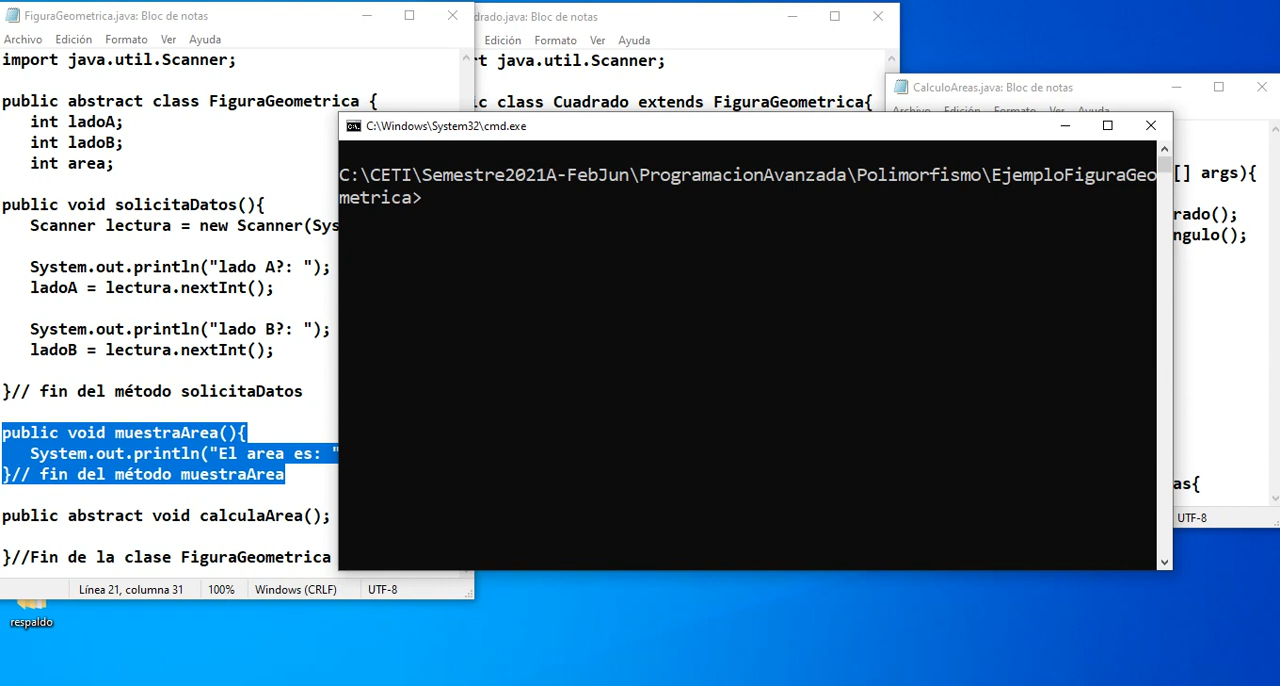 FiguraGeometrica.java: Bloc de notas
Archivo Edición Formato Ver Ayuda
import java.util.Scanner;
public abstract class FiguraGeometrica {
int ladoA;
int ladoB;
int area;
public void solicitaDatos(){
Scanner lectura = new Scanner(Sys
System.out.println("lado A?: ");
ladoA = lectura.nextInt();
System.out.println("lado B?: ");
ladoB = lectura.nextInt();
}// fin del método solicitaDatos
public void muestraArea(){
System.out.println("El area es: "
}// fin del método muestraArea
public abstract void calculaArea();
}//Fin de la clase FiguraGeometrica
Línea 21, columna 31 100% Windows (CRLF) UTF-8
respaldo
drado.java: Bloc de notas
Edición Formato Ver Ayuda
rt java.util.Scanner;
ic class Cuadrado extends FiguraGeometrica{
CalculoAreas.java: Bloc de notas
Archivo Edición Formato Ver Ayuda
[] args){
rado();
ngulo();
as{
UTF-8
C:\Windows\System32\cmd.exe
C:\CETI\Semestre2021A-FebJun\ProgramacionAvanzada\Polimorfismo\EjemploFiguraGeo
metrica>